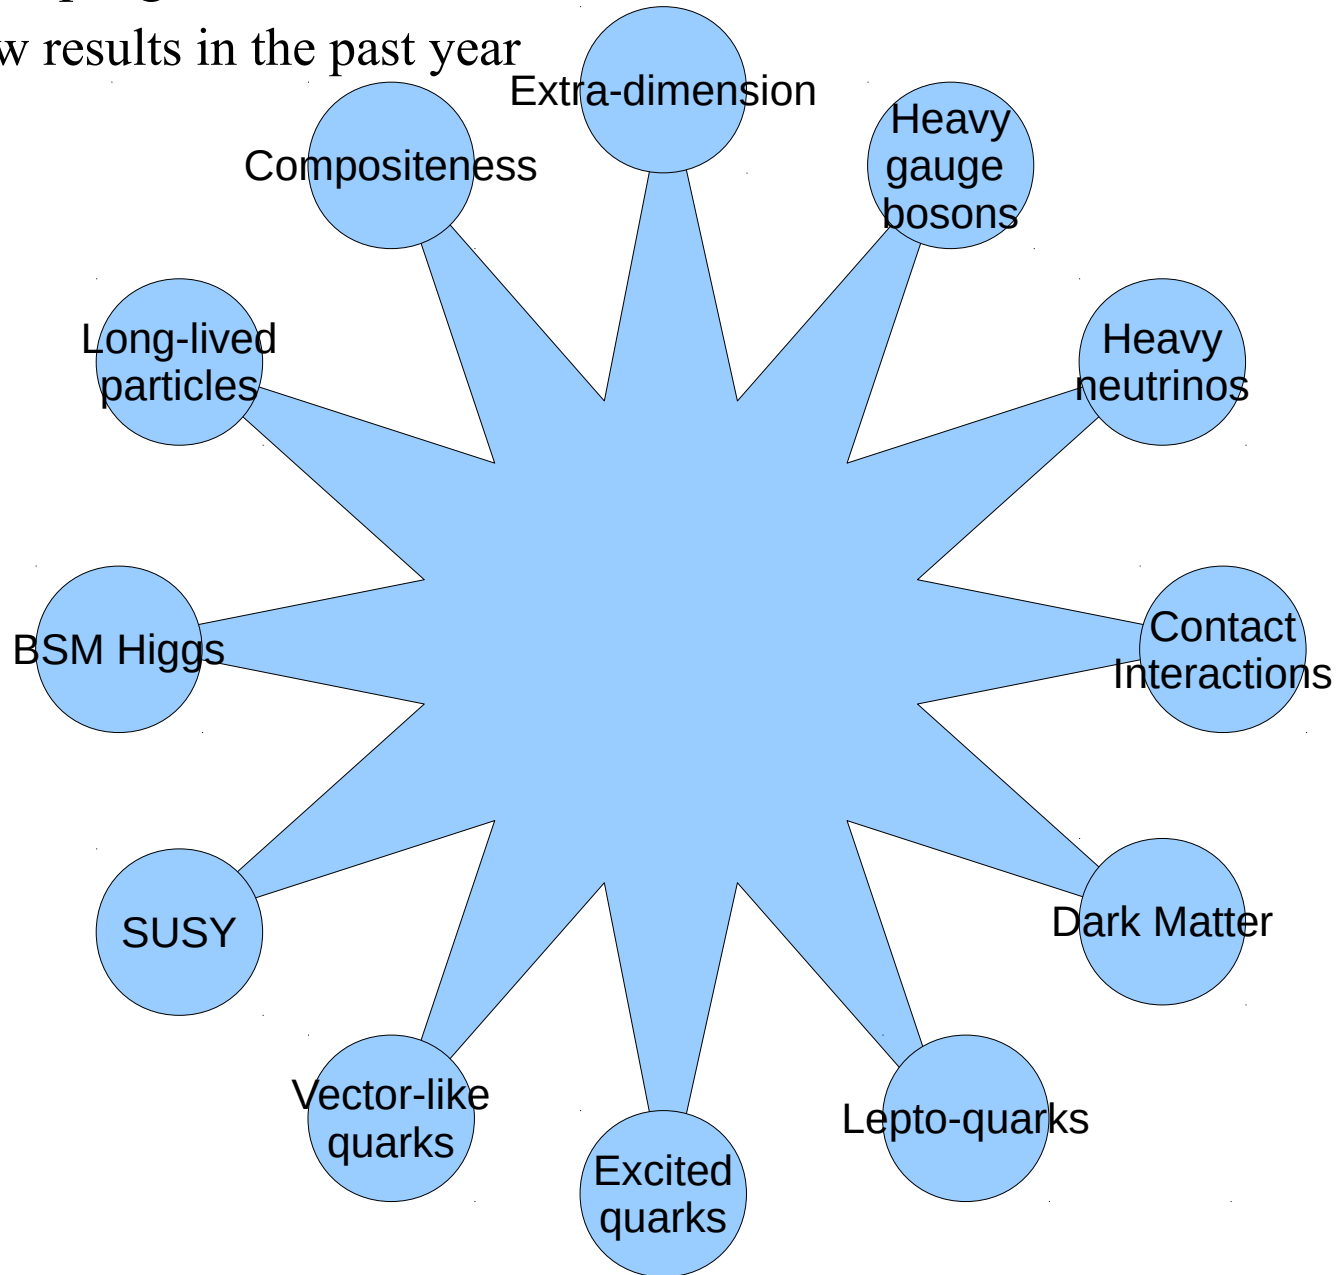 results in the past year
Extra-dimension
Heavy
gauge
bosons
Compositeness
Long-lived
particles
Heavy
neutrinos
BSM Higgs
Contact
Interactions
SUSY
Dark Matter
Vector-like
quarks
Lepto-quarks
Excited
quarks